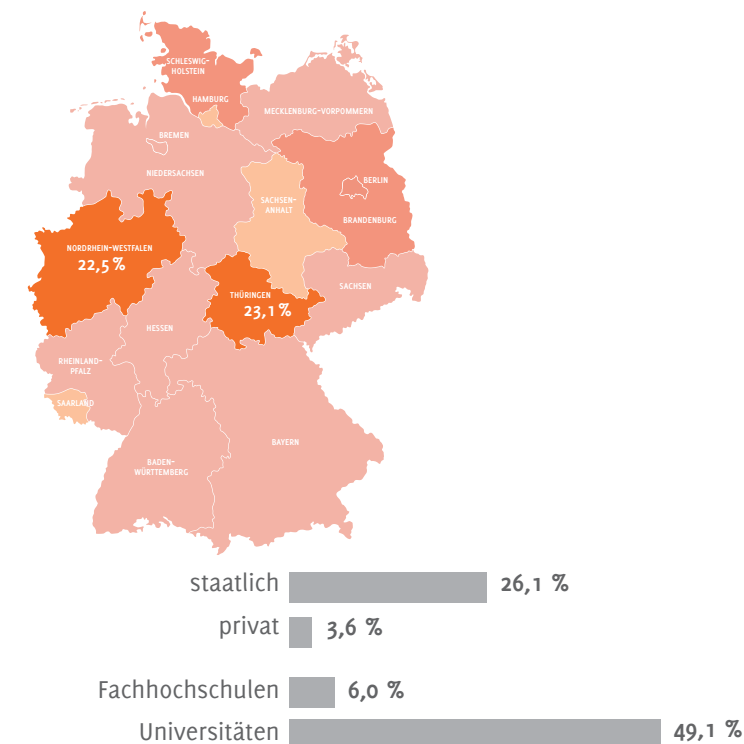 SCHLESWIG-
HOLSTEIN
HAMBURG
MECKLENBURG-VORPOMMERN
BREMEN
NIEDERSACHSEN
BERLIN
SACHSEN-
ANHALT
BRANDENBURG
NORDRHEIN-WESTFALEN
22,5 %
SACHSEN
THÜRINGEN
23,1 %
HESSEN
RHEINLAND-
PFALZ
SAARLAND
BAYERN
BADEN-
WÜRTTEMBERG
staatlich 26,1 %
privat 3,6 %
Fachhochschulen 6,0 %
Universitäten 49,1 %